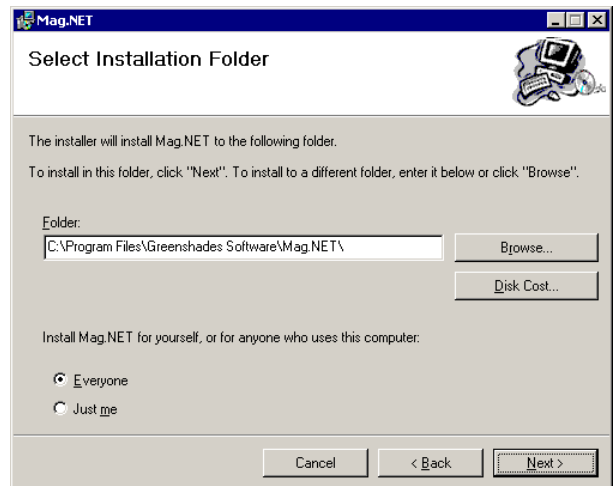 Mag.NET
Select Installation Folder
The installer will install Mag.NET to the following folder.
To install in this folder, click "Next". To install to a different folder, enter it below or click "Browse".
Folder:
C:\Program Files\Greenshades Software\Mag.NET\
Browse...
Disk Cost...
Install Mag.NET for yourself, or for anyone who uses this computer:
Everyone
Just me
Cancel < Back Next >